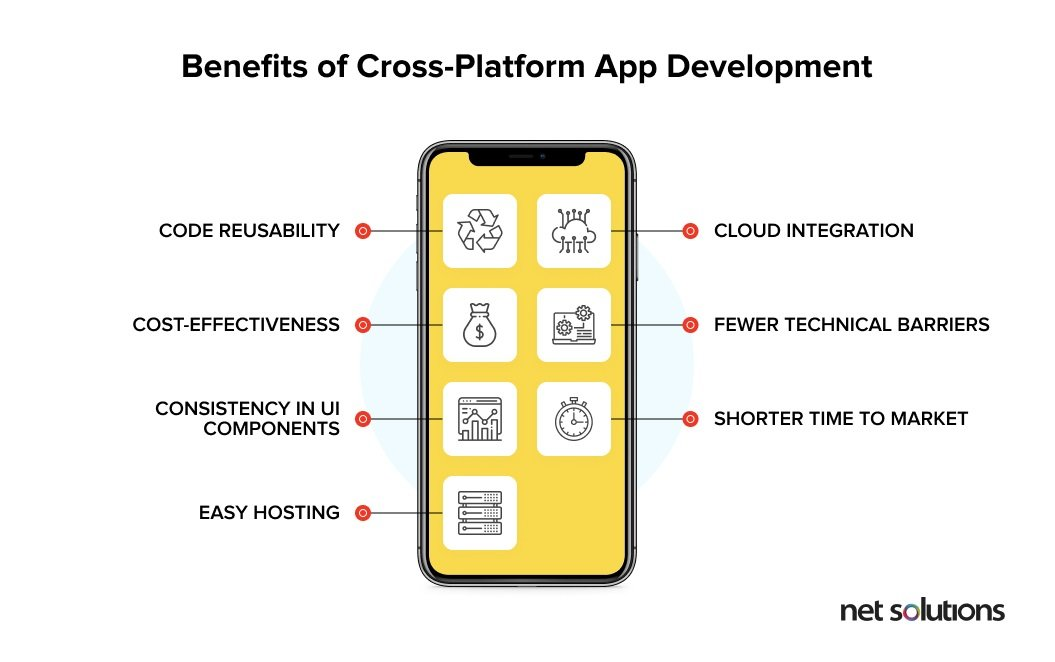 Benefits of Cross-Platform App Development
CODE REUSABILITY
CLOUD INTEGRATION
COST-EFFECTIVENESS
$
FEWER TECHNICAL BARRIERS
CONSISTENCY IN UI
COMPONENTS
SHORTER TIME TO MARKET
EASY HOSTING
net solutions